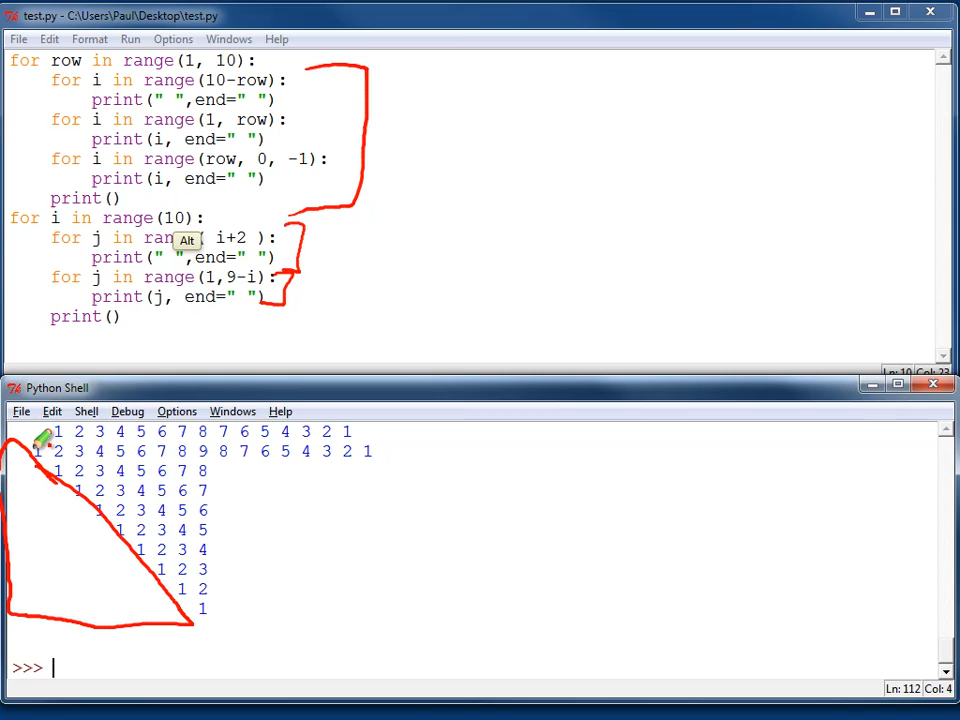 test.py - C:\Users\Paul\Desktop\test.py
File Edit Format Run Options Windows Help
for row in range(1, 10):
    for i in range(10-row):
        print(" ",end=" ")
    for i in range(1, row):
        print(i, end=" ")
    for i in range(row, 0, -1):
        print(i, end=" ")
    print()
for i in range(10):
    for j in ran ( i+2 ):
Alt
        print(" ",end=" ")
    for j in range(1,9-i):
        print(j, end=" ")
    print()
Ln: 10 Col: 23
Python Shell
File Edit Shell Debug Options Windows Help
1 2 3 4 5 6 7 8 7 6 5 4 3 2 1
1 2 3 4 5 6 7 8 9 8 7 6 5 4 3 2 1
1 2 3 4 5 6 7 8
1 2 3 4 5 6 7
1 2 3 4 5 6
1 2 3 4 5
1 2 3 4
1 2 3
1 2
1
>>>
Ln: 112 Col: 4